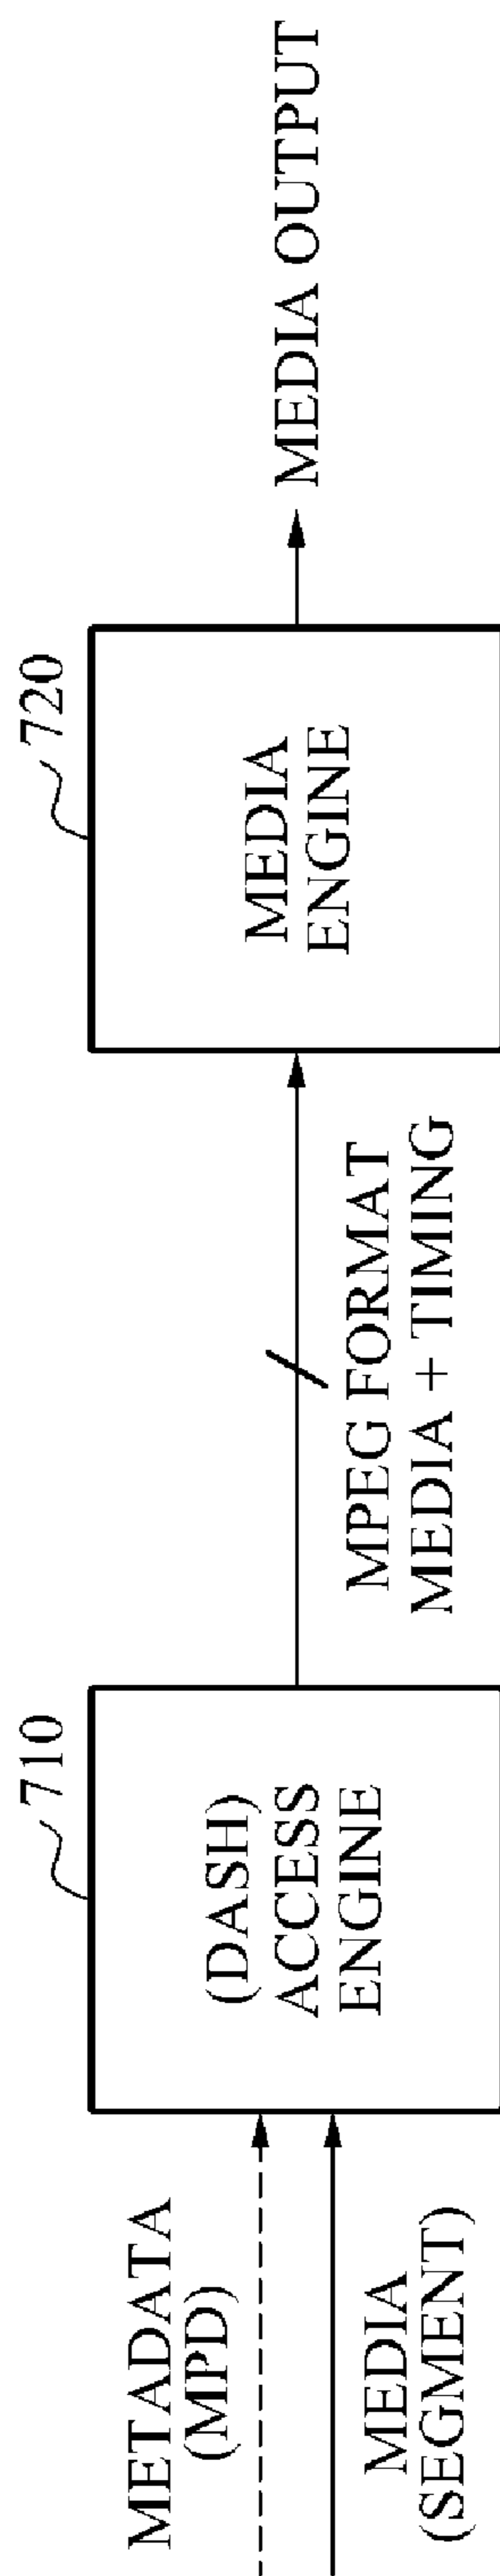 METADATA
(MPD)
MEDIA
(SEGMENT)
710
(DASH)
ACCESS
ENGINE
MPEG FORMAT
MEDIA + TIMING
720
MEDIA
ENGINE
MEDIA OUTPUT